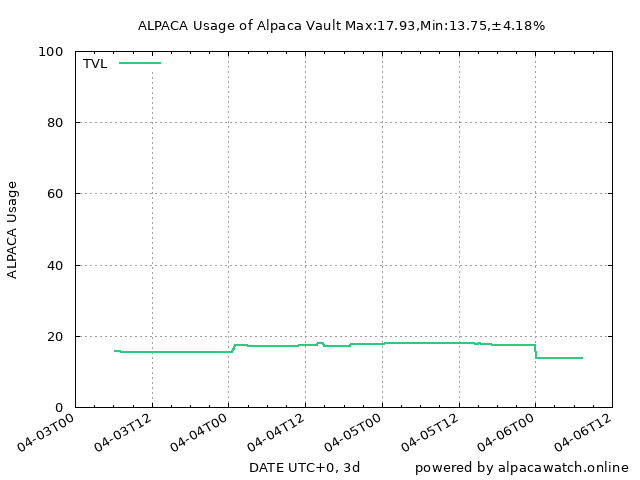 ALPACA Usage of Alpaca Vault Max:17.93,Min:13.75,±4.18%
100
TVL
80
60
ALPACA Usage
40
20
0
04-03T00 04-03T12 04-04T00 04-04T12 04-05T00 04-05T12 04-06T00 04-06T12
DATE UTC+0, 3d
powered by alpacawatch.online